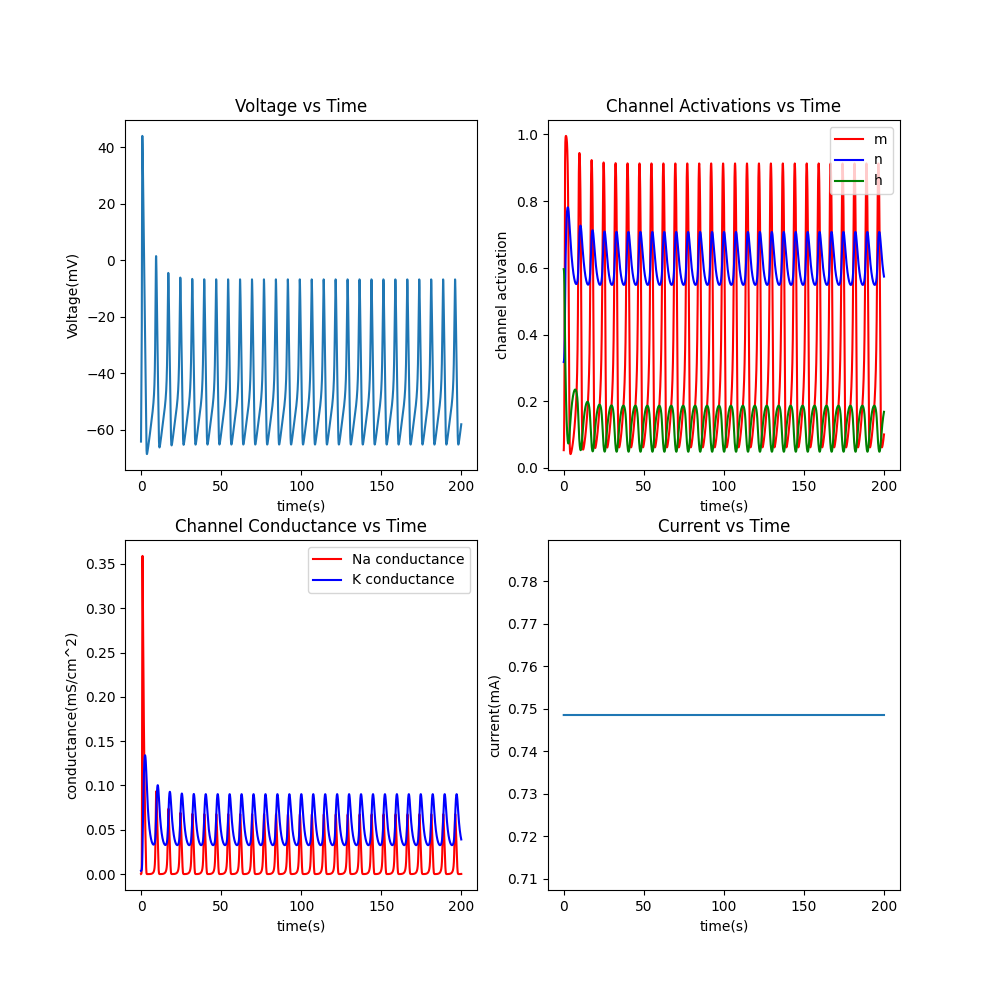 Voltage vs Time
Voltage(mV)
40
20
0
−20
−40
−60
0 50 100 150 200
time(s)
Channel Activations vs Time
channel activation
1.0
0.8
0.6
0.4
0.2
0.0
m
n
h
0 50 100 150 200
time(s)
Channel Conductance vs Time
conductance(mS/cm^2)
0.35
0.30
0.25
0.20
0.15
0.10
0.05
0.00
Na conductance
K conductance
0 50 100 150 200
time(s)
Current vs Time
current(mA)
0.78
0.77
0.76
0.75
0.74
0.73
0.72
0.71
0 50 100 150 200
time(s)